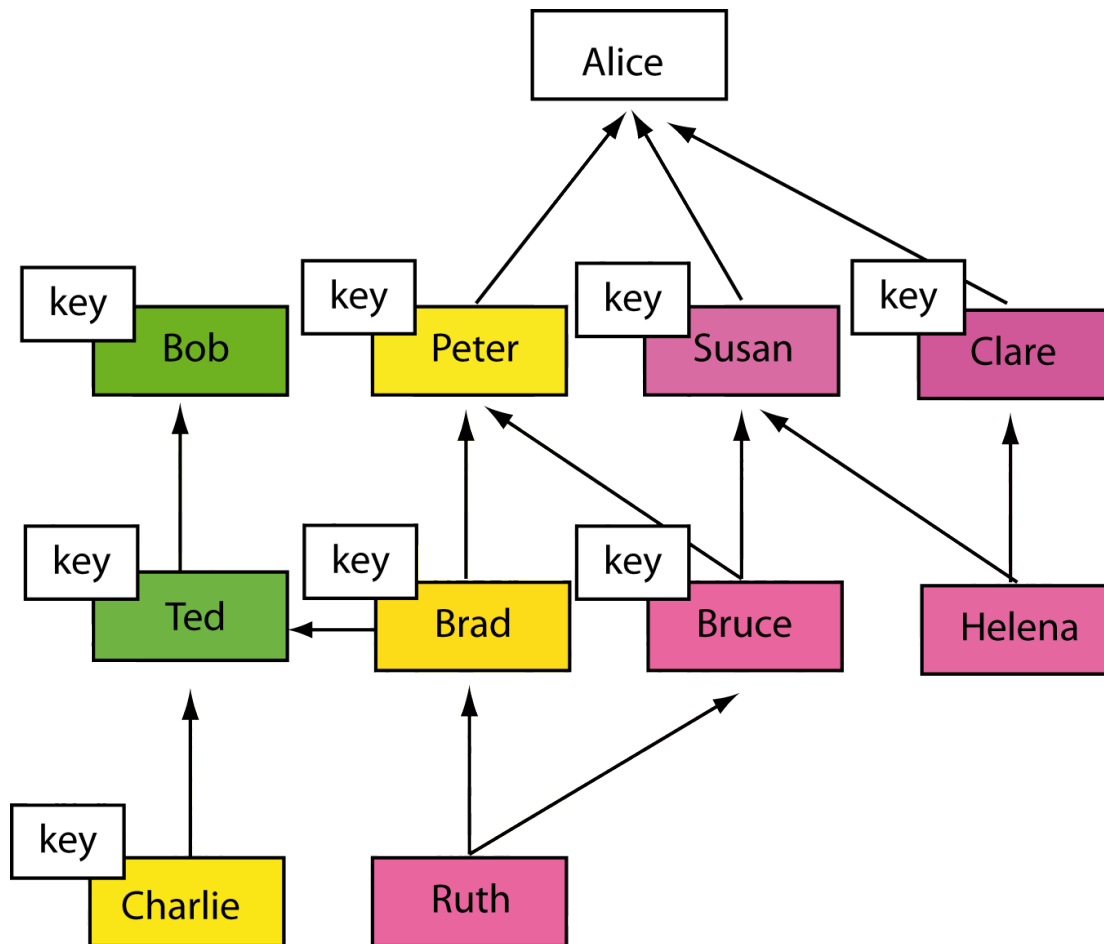 Alice
key
key
key
key
Bob
Peter
Susan
Clare
key
key
key
Ted
Brad
Bruce
Helena
key
Charlie
Ruth